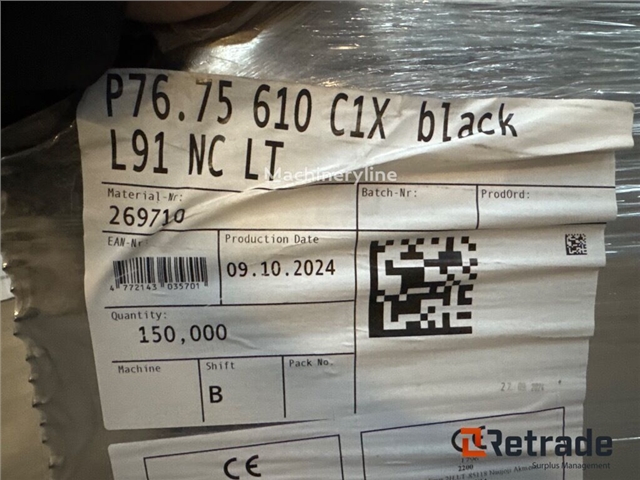 P76.75 610 C1X black
L91 NC LT
Machineryline
Material-Nr:
269710
Batch-Nr:
ProdOrd:
EAN-Nr
4 772143 035701
Production Date
09.10.2024
Quantity:
150,000
Machine
Shift
B
Pack No.
CE
2200
Retrade
Surplus Management